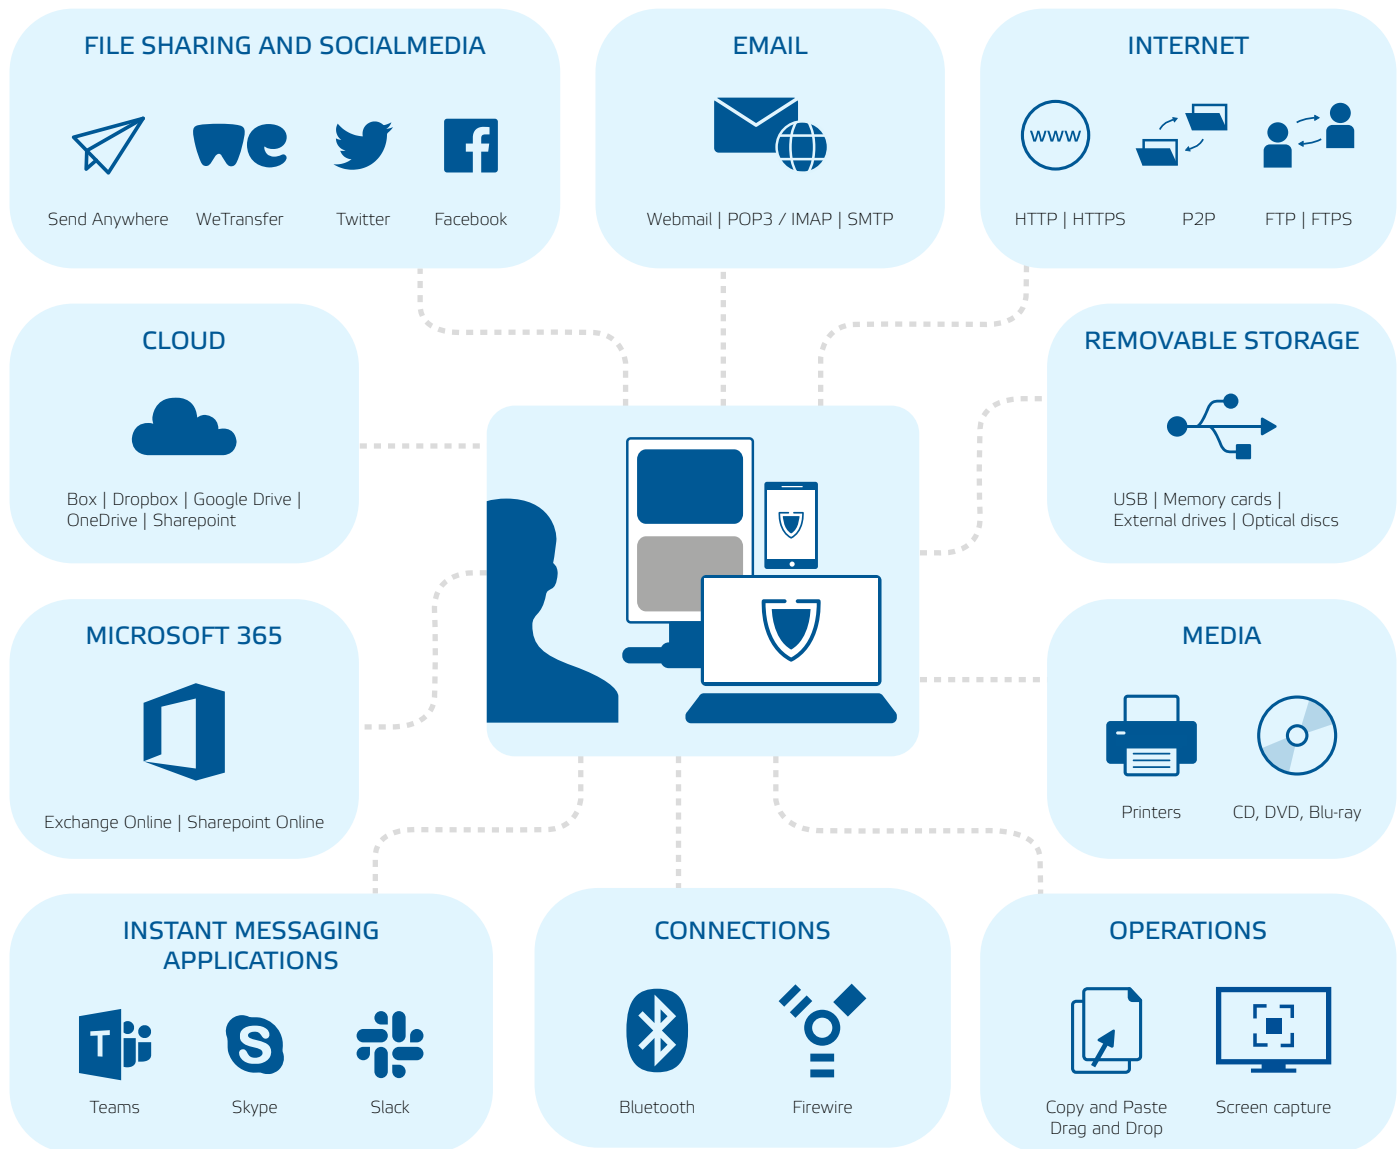 FILE SHARING AND SOCIALMEDIA
Send Anywhere
WeTransfer
Twitter
Facebook
EMAIL
Webmail | POP3 / IMAP | SMTP
INTERNET
www
HTTP | HTTPS
P2P
FTP | FTPS
CLOUD
Box | Dropbox | Google Drive |
OneDrive | Sharepoint
REMOVABLE STORAGE
USB | Memory cards |
External drives | Optical discs
MICROSOFT 365
Exchange Online | Sharepoint Online
MEDIA
Printers
CD, DVD, Blu-ray
INSTANT MESSAGING
APPLICATIONS
T
Teams
S
Skype
Slack
CONNECTIONS
Bluetooth
Firewire
OPERATIONS
Copy and Paste
Drag and Drop
Screen capture